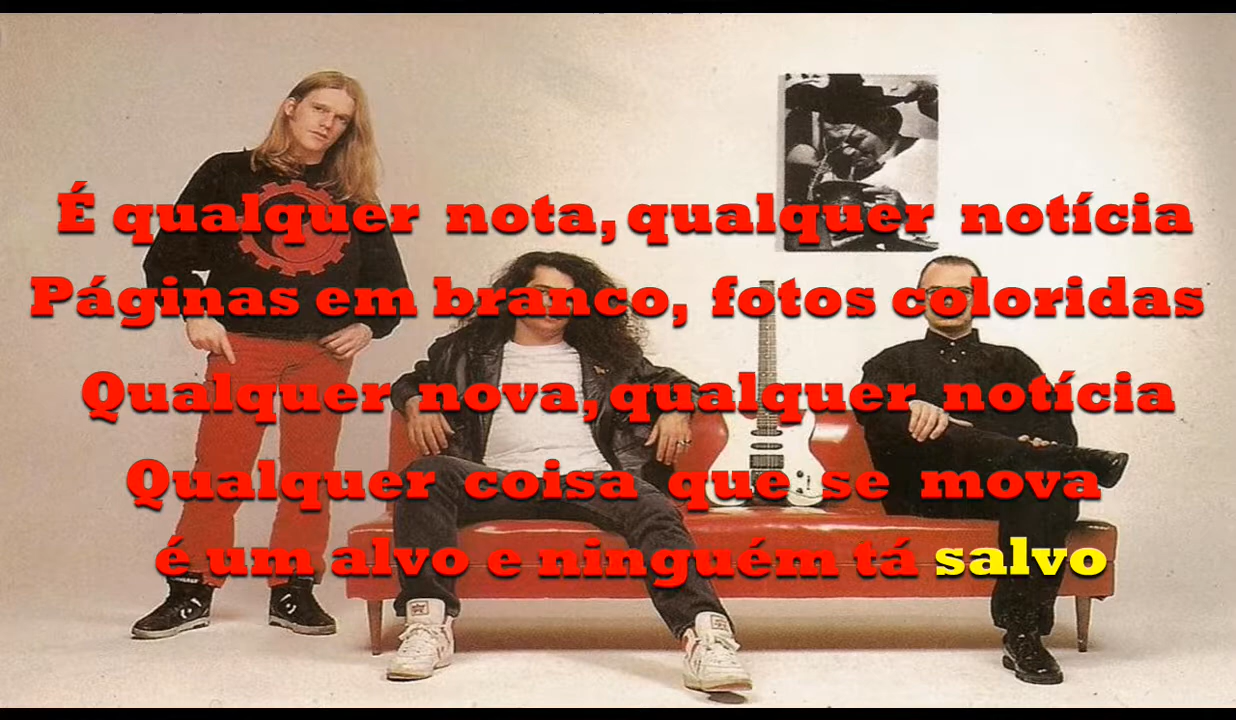 É qualquer nota, qualquer notícia
Páginas em branco, fotos coloridas
Qualquer nova, qualquer notícia
Qualquer coisa que se mova
é um alvo e ninguém tá salvo